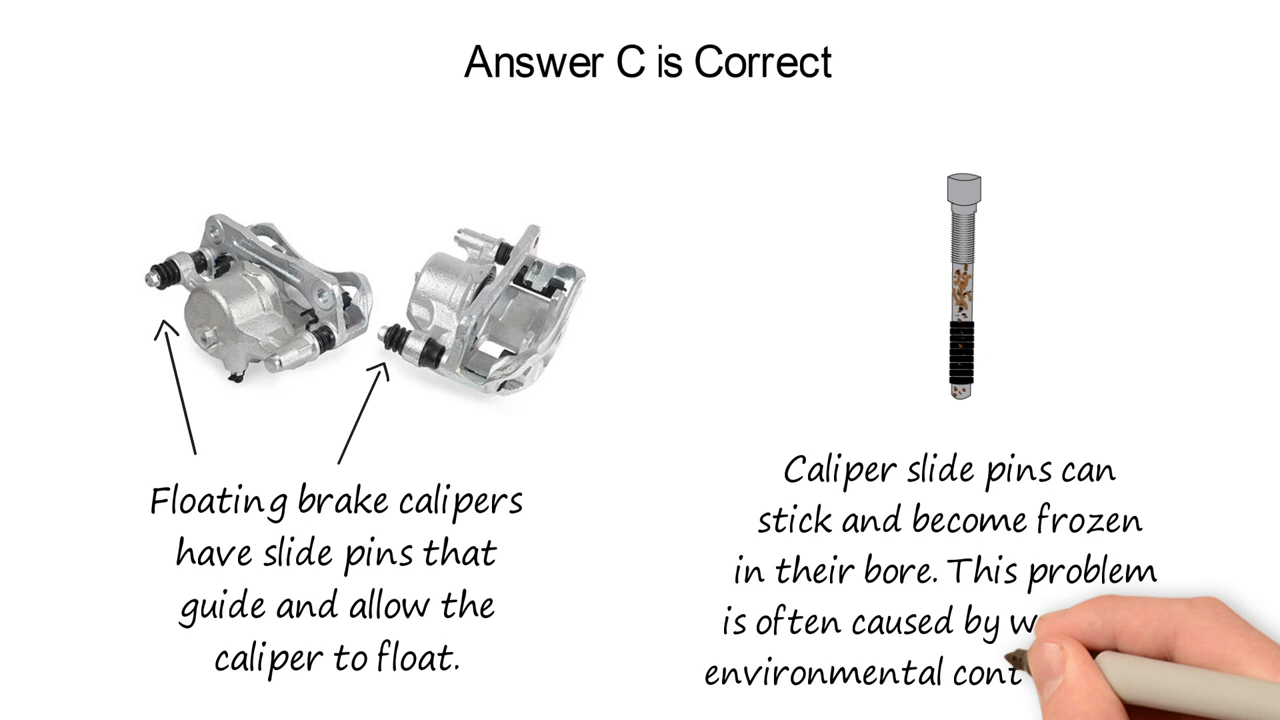 Answer C is Correct
Floating brake calipers
have slide pins that
guide and allow the
caliper to float.
Caliper slide pins can
stick and become frozen
in their bore. This problem
is often caused by
environmental